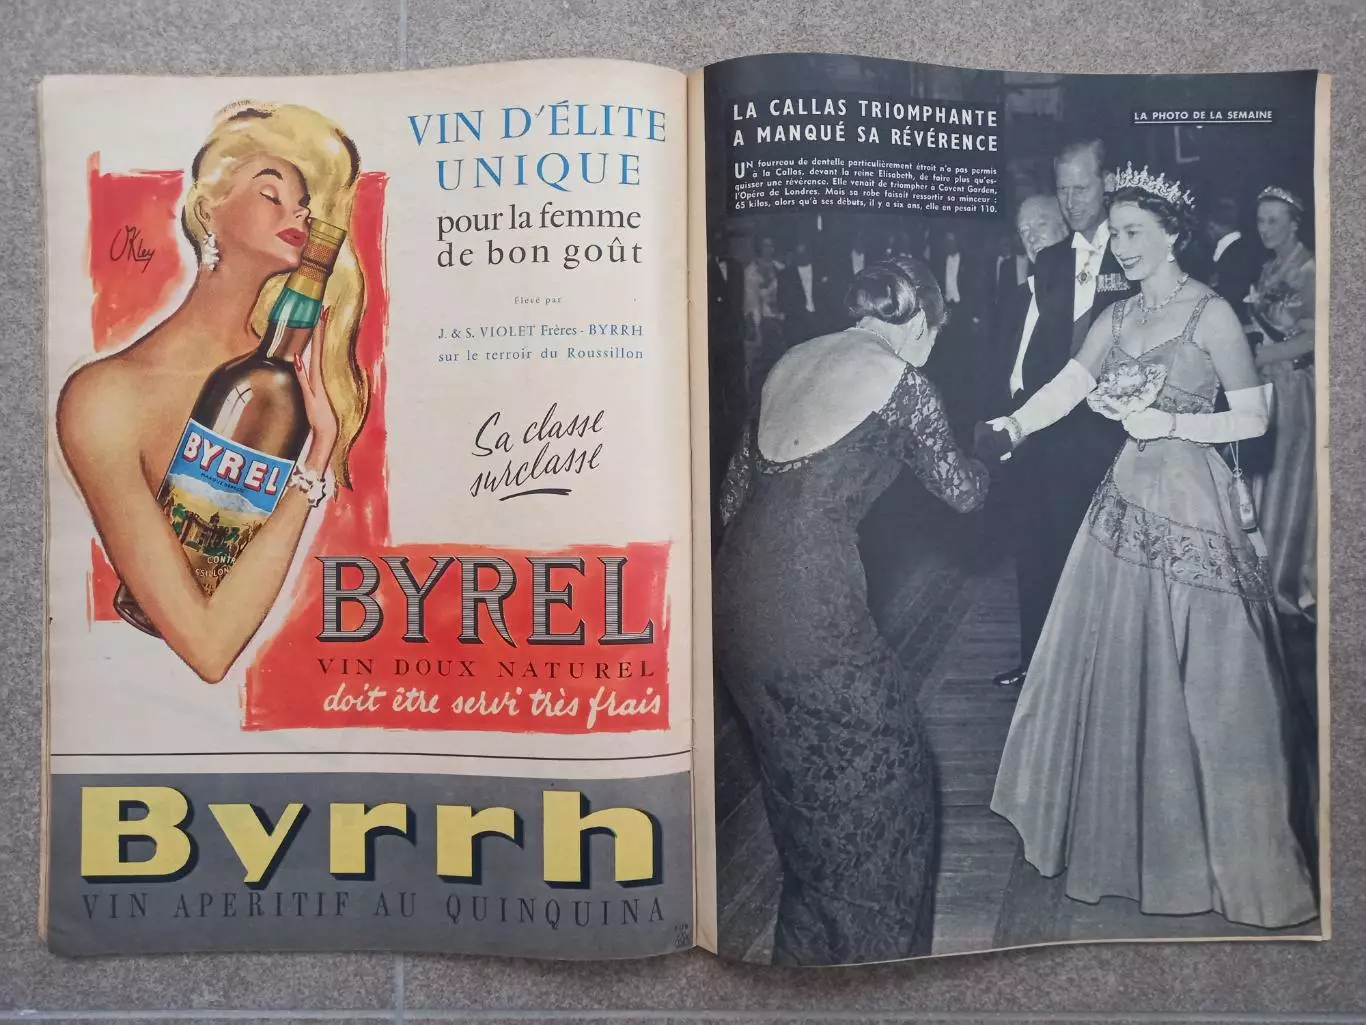 VIN D'ÉLITE
UNIQUE
pour la femme
de bon goût
Élevé par
J. & S. VIOLET Frères - BYRRH
sur le terroir du Roussillon
Sa classe
surclasse
OKley
BYREL
CONTR
SSILLON
BYREL
VIN DOUX NATUREL
doit être servi très frais
Byrrh
VIN APERITIF AU QUINQUINA
LA CALLAS TRIOMPHANTE
A MANQUÉ SA RÉVÉRENCE
UN fourreau de dentelle particulièrement étroit n'a pas permis
à la Callas, devant la reine Elisabeth, de faire plus qu'es-
quisser une révérence. Elle venait de triompher à Covent Garden,
l'Opéra de Londres. Mais sa robe faisait ressortir sa minceur :
65 kilos, alors qu'à ses débuts, il y a six ans, elle en pesait 110.
LA PHOTO DE LA SEMAINE